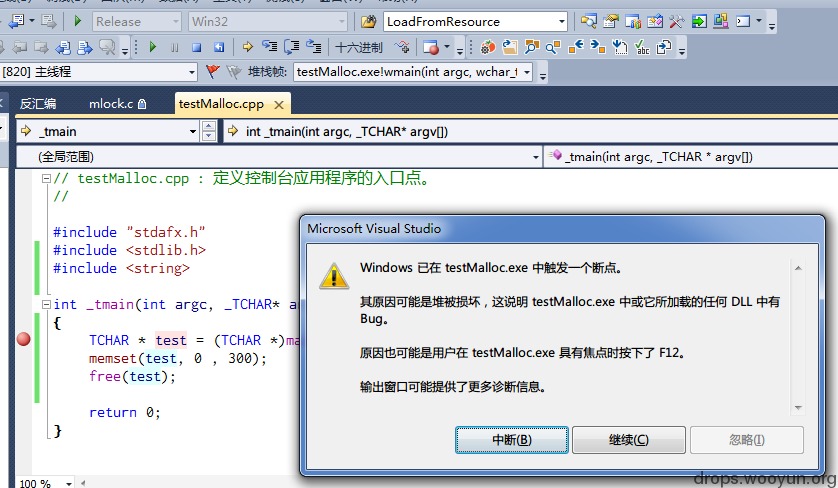 Release
Win32
LoadFromResource
十六进制
[820] 主线程
堆栈帧:
testMalloc.exe!wmain(int argc, wchar_t
反汇编
mlock.c
testMalloc.cpp
_tmain
int _tmain(int argc, _TCHAR* argv[])
(全局范围)
_tmain(int argc, _TCHAR * argv[])
// testMalloc.cpp : 定义控制台应用程序的入口点。
//
#include "stdafx.h"
#include <stdlib.h>
#include <string>
int _tmain(int argc, _TCHAR* a
{
TCHAR * test = (TCHAR *)ma
memset(test, 0 , 300);
free(test);
return 0;
}
100 %
Microsoft Visual Studio
Windows 已在 testMalloc.exe 中触发一个断点。
其原因可能是堆被损坏，这说明 testMalloc.exe 中或它所加载的任何 DLL 中有
Bug。
原因也可能是用户在 testMalloc.exe 具有焦点时按下了 F12。
输出窗口可能提供了更多诊断信息。
中断(B)
继续(C)
忽略(I)
drops.wooyun.org